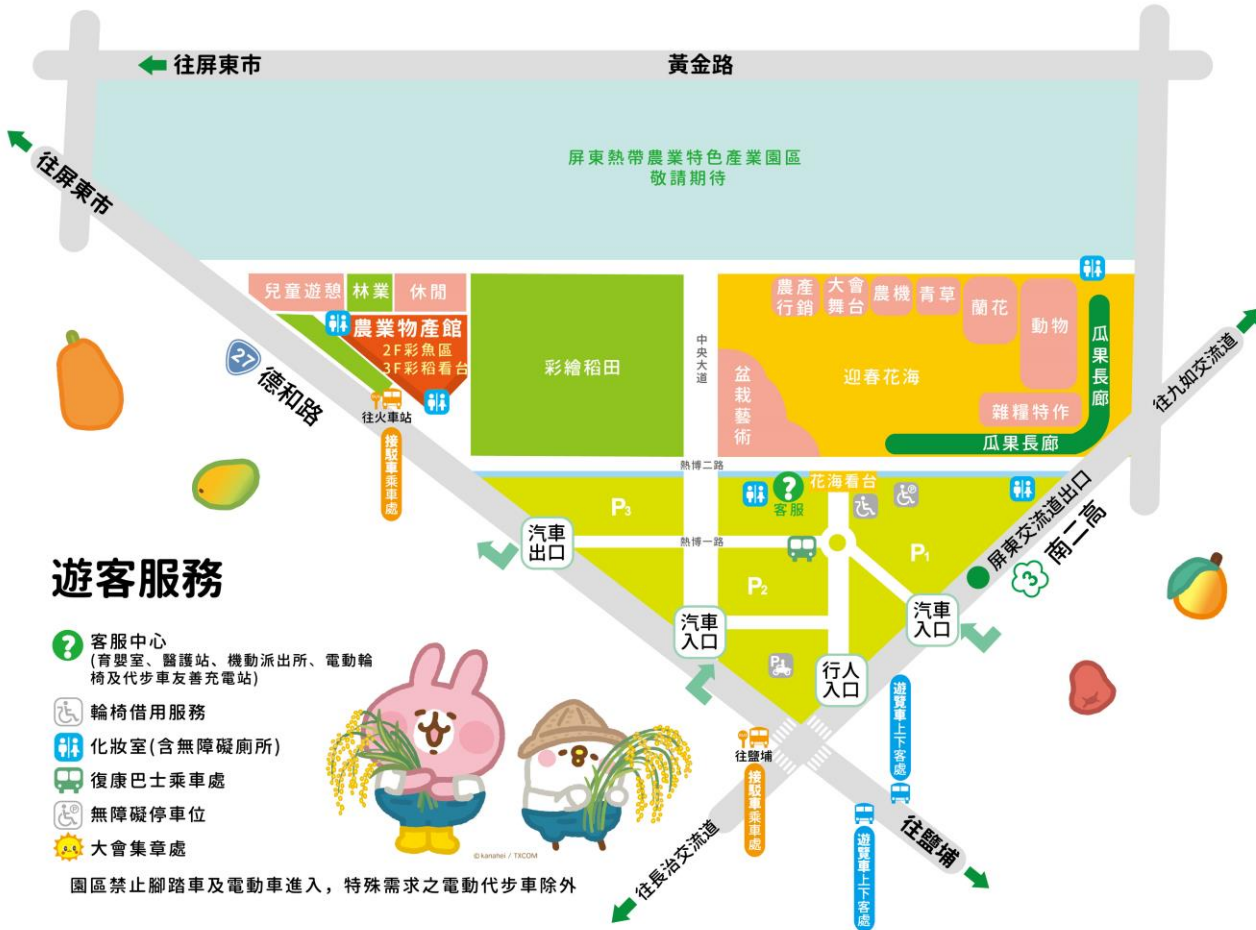 往屏東市
黃金路
往屏東市
屏東熱帶農業特色產業園區
敬請期待
兒童遊憩
林業
休閒
農業物產館
2F彩魚區
3F彩稻看台
彩繪稻田
中央大道
農產
行銷
大會
舞台
農機
青草
蘭花
動物
瓜果長廊
盆栽藝術
迎春花海
雜糧特作
瓜果長廊
往九如交流道
27
德和路
往火車站
接駁車乘車處
熱博二路
客服
花海看台
P3
熱博一路
P1
P2
屏東交流道出口
3
南二高
汽車
出口
汽車
入口
汽車
入口
行人
入口
P
遊覽車上下客處
往鹽埔
接駁車乘車處
遊覽車上下客處
往鹽埔
往長治交流道
遊客服務
?
客服中心
(育嬰室、醫護站、機動派出所、電動輪
椅及代步車友善充電站)
輪椅借用服務
化妝室(含無障礙廁所)
復康巴士乘車處
無障礙停車位
大會集章處
©kanahei / TXCOM
園區禁止腳踏車及電動車進入，特殊需求之電動代步車除外